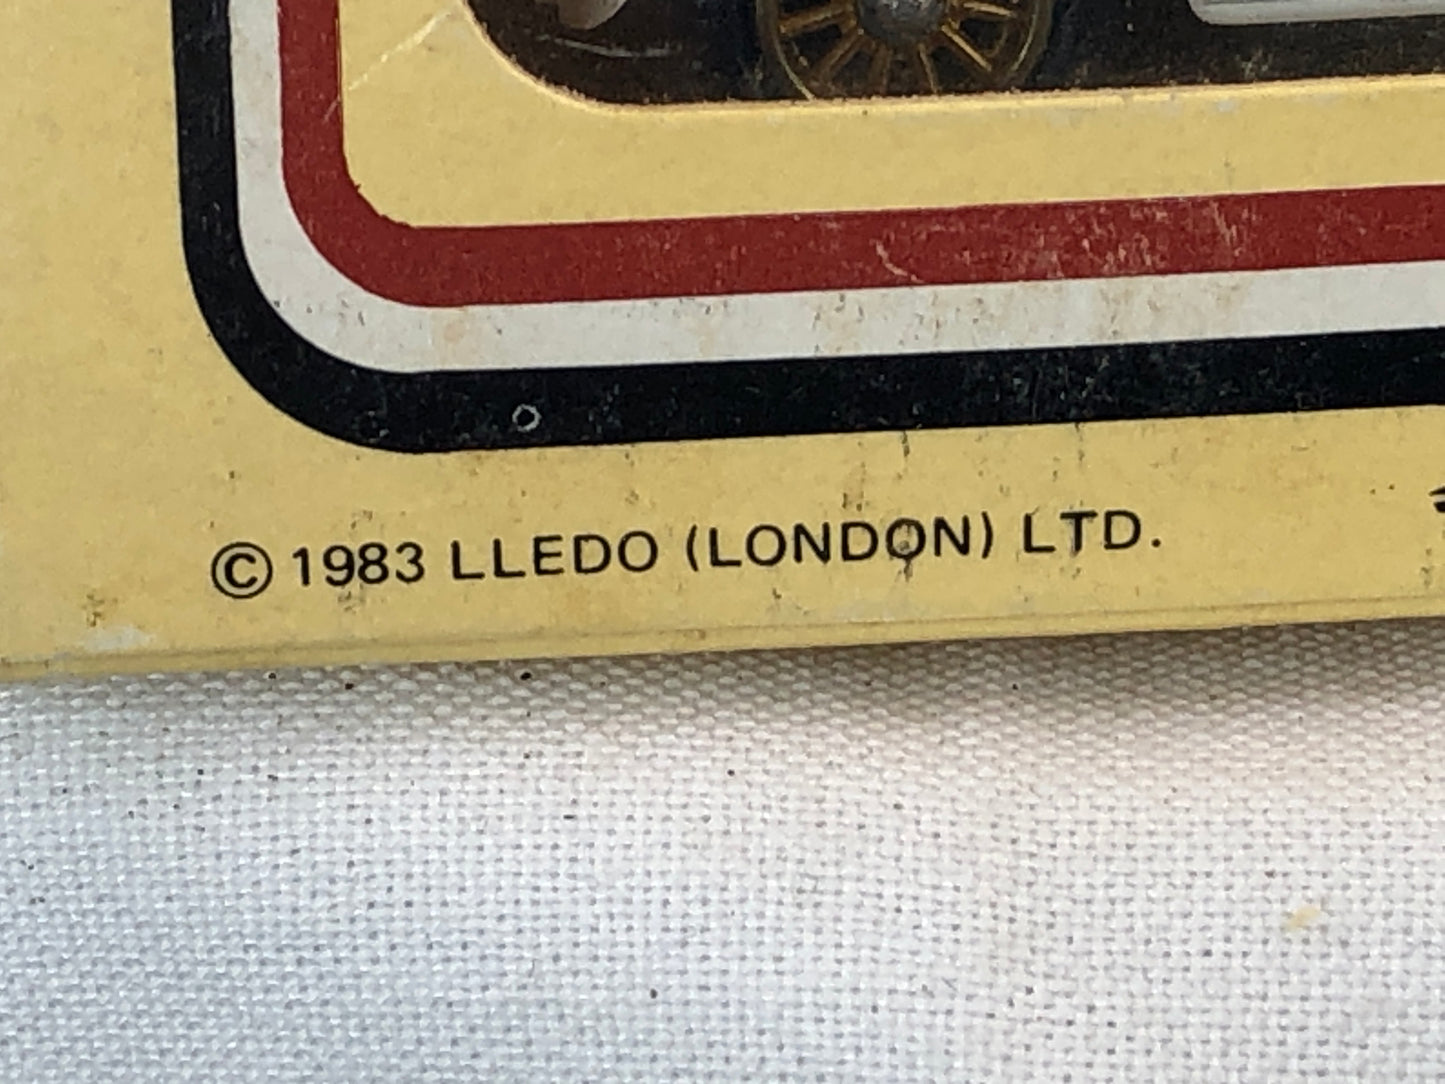 © 1983 LLEDO (LONDON) LTD.